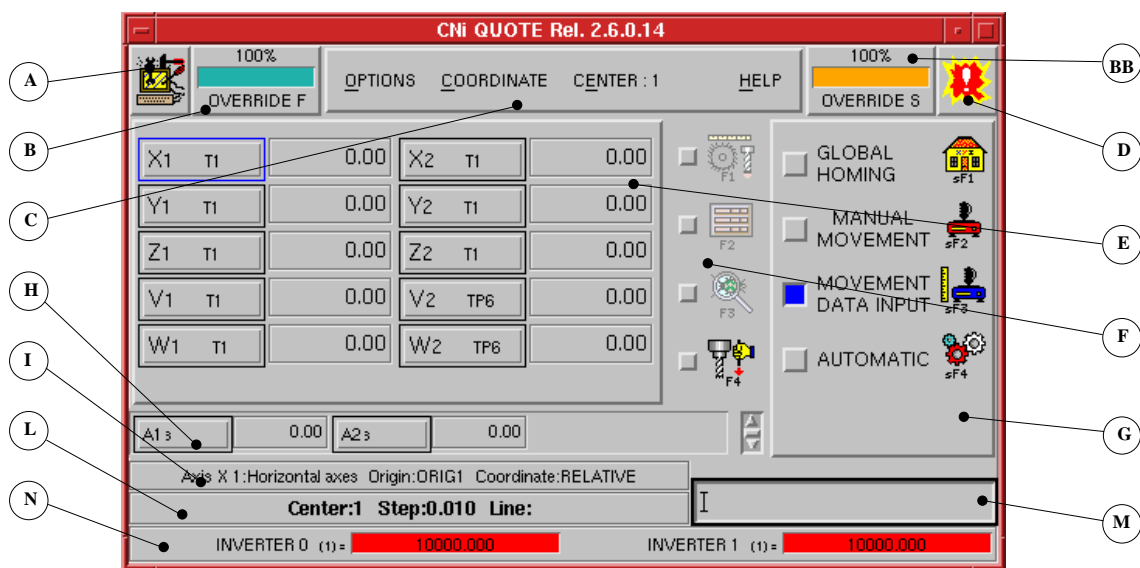 CNi QUOTE Rel. 2.6.0.14
A
100%
OVERRIDE F
OPTIONS COORDINATE CENTER : 1 HELP
100%
OVERRIDE S
BB
B
D
C
E
H
F
I
G
L
N
M
X1 T1 0.00 X2 T1 0.00
Y1 T1 0.00 Y2 T1 0.00
Z1 T1 0.00 Z2 T1 0.00
V1 T1 0.00 V2 TP6 0.00
W1 T1 0.00 W2 TP6 0.00
F1
F2
F3
F4
GLOBAL
HOMING
XYZ
sF1
MANUAL
MOVEMENT
sF2
MOVEMENT
DATA INPUT
sF3
AUTOMATIC
sF4
A1 3 0.00 A2 3 0.00
Axis X 1:Horizontal axes Origin:ORIG1 Coordinate:RELATIVE
Center:1 Step:0.010 Line:
INVERTER 0 (1) = 10000.000 INVERTER 1 (1) = 10000.000